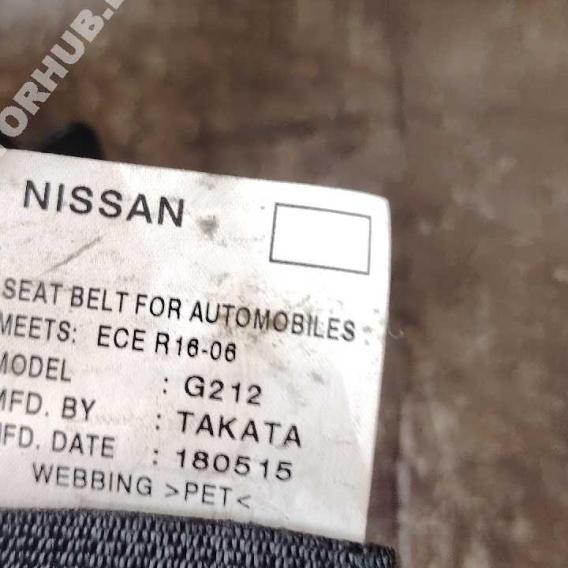 ORHUB.
NISSAN
SEAT BELT FOR AUTOMOBILES
MEETS: ECE R16-06
MODEL : G212
MFD. BY : TAKATA
MFD. DATE : 180515
WEBBING >PET<